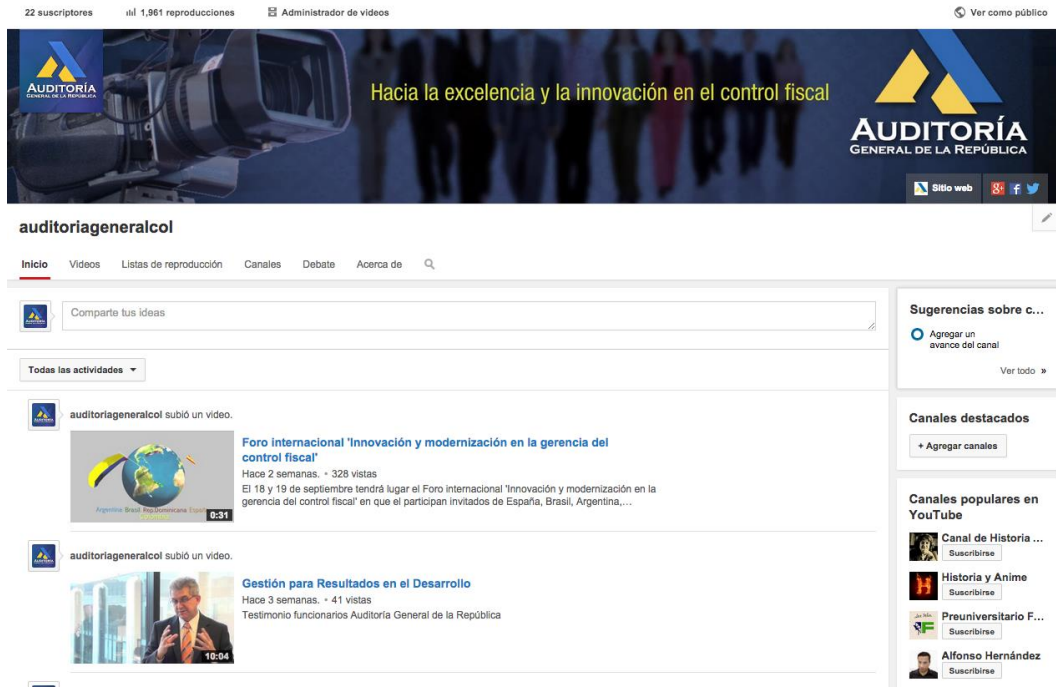 22 suscriptores
1,961 reproducciones
Administrador de videos
Ver como público
AUDITORÍA
GENERAL DE LA REPÚBLICA
Hacia la excelencia y la innovación en el control fiscal
AUDITORÍA
GENERAL DE LA REPÚBLICA
Sitio web
auditoriageneralcol
Inicio
Videos
Listas de reproducción
Canales
Debate
Acerca de
Comparte tus ideas
Todas las actividades
auditoriageneralcol subió un video.
Argentina Brasil Rep.Dominicana España
0:31
Foro internacional 'Innovación y modernización en la gerencia del
control fiscal'
Hace 2 semanas. • 328 vistas
El 18 y 19 de septiembre tendrá lugar el Foro internacional 'Innovación y modernización en la
gerencia del control fiscal' en que el participan invitados de España, Brasil, Argentina,...
auditoriageneralcol subió un video.
10:04
Gestión para Resultados en el Desarrollo
Hace 3 semanas. • 41 vistas
Testimonio funcionarios Auditoría General de la República
Sugerencias sobre c...
Agregar un
avance del canal
Ver todo »
Canales destacados
+ Agregar canales
Canales populares en
YouTube
Canal de Historia ...
Suscribirse
Historia y Anime
Suscribirse
Preuniversitario F...
Suscribirse
Alfonso Hernández
Suscribirse